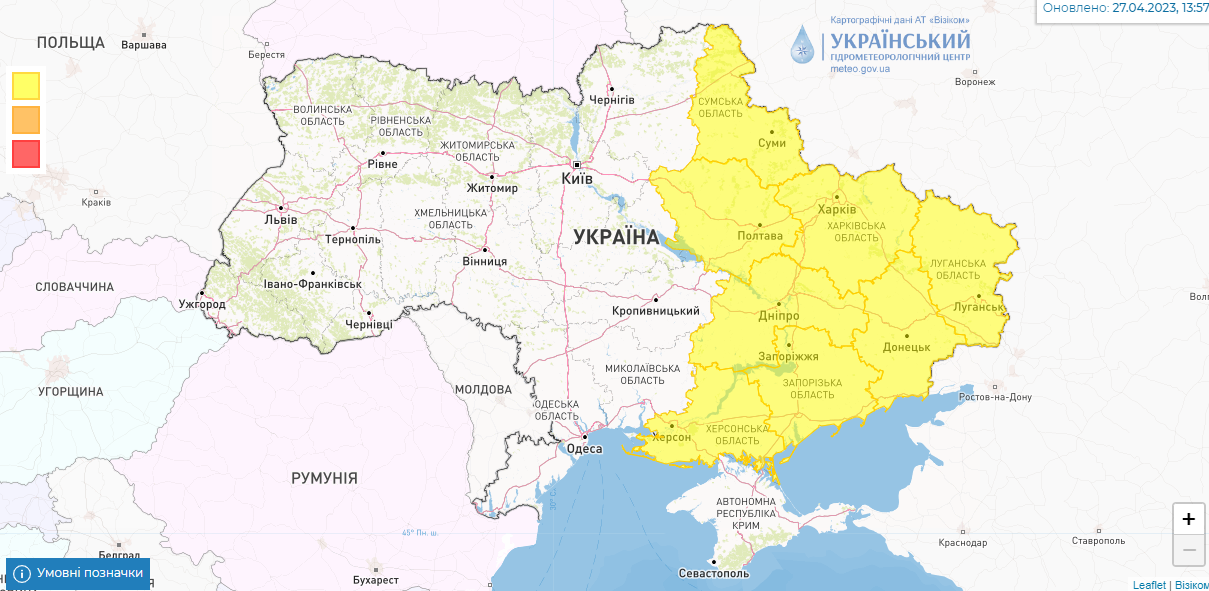 Оновлено: 27.04.2023, 13:57
Картографічні дані АТ «Візіком»
УКРАЇНСЬКИЙ
ГІДРОМЕТЕОРОЛОГІЧНИЙ ЦЕНТР
meteo.gov.ua
ПОЛЬЩА
Варшава
Берестя
Воронеж
Чернігів
СУМСЬКА
ОБЛАСТЬ
ВОЛИНСЬКА
ОБЛАСТЬ
РІВНЕНСЬКА
ОБЛАСТЬ
Суми
ЖИТОМИРСЬКА
ОБЛАСТЬ
Рівне
Київ
Житомир
Краків
Львів
ХМЕЛЬНИЦЬКА
ОБЛАСТЬ
Харків
ХАРКІВСЬКА
ОБЛАСТЬ
Тернопіль
УКРАЇНА
Полтава
Вінниця
ЛУГАНСЬКА
ОБЛАСТЬ
СЛОВАЧЧИНА
Івано-Франківськ
Ужгород
Луганськ
Кропивницький
Дніпро
Чернівці
Донецьк
Запоріжжя
МИКОЛАЇВСЬКА
ОБЛАСТЬ
ЗАПОРІЗЬКА
ОБЛАСТЬ
УГОРЩИНА
МОЛДОВА
Ростов-на-Дону
ОДЕСЬКА
ОБЛАСТЬ
Херсон
ХЕРСОНСЬКА
ОБЛАСТЬ
Одеса
РУМУНІЯ
АВТОНОМНА
РЕСПУБЛІКА
КРИМ
45° Пн. ш.
+
−
Краснодар
Ставрополь
Белград
Севастополь
Умовні позначки
Бухарест
Leaflet | Візіком